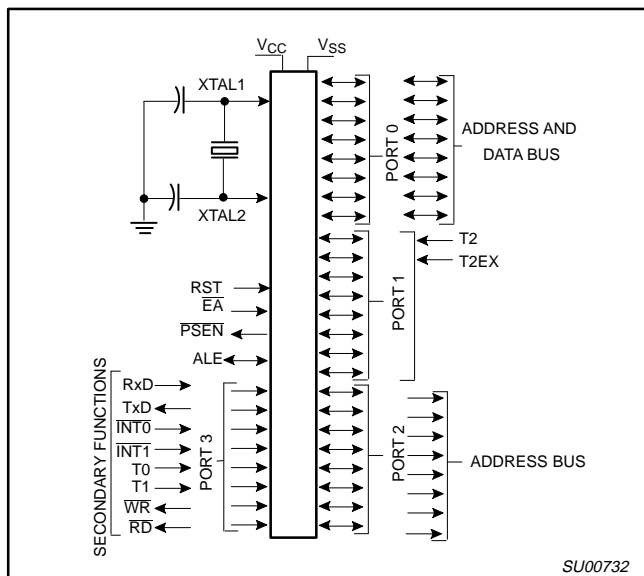 VCC
VSS
XTAL1
XTAL2
PORT 0
ADDRESS AND
DATA BUS
T2
T2EX
PORT 1
RST
EA
PSEN
ALE
SECONDARY FUNCTIONS
RxD
TxD
INT0
INT1
T0
T1
WR
RD
PORT 3
PORT 2
ADDRESS BUS
SU00732